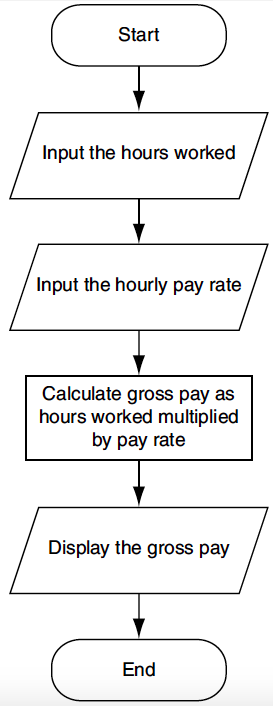 Start
Input the hours worked
Input the hourly pay rate
Calculate gross pay as
hours worked multiplied
by pay rate
Display the gross pay
End